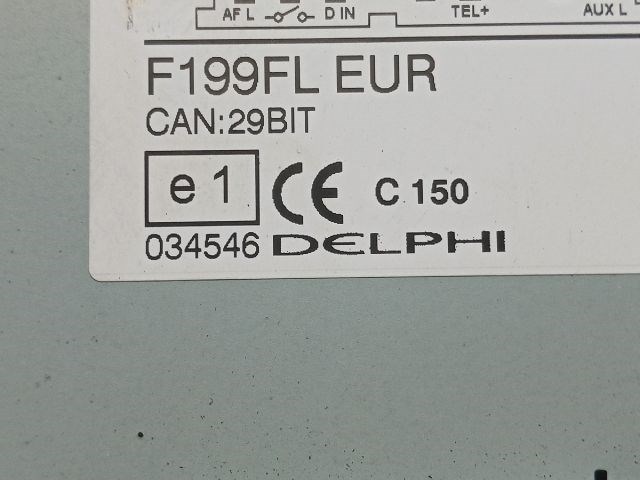 AF L D IN TEL+ AUX L
F199FL EUR
CAN:29BIT
e 1 CE C 150
034546 DELPHI